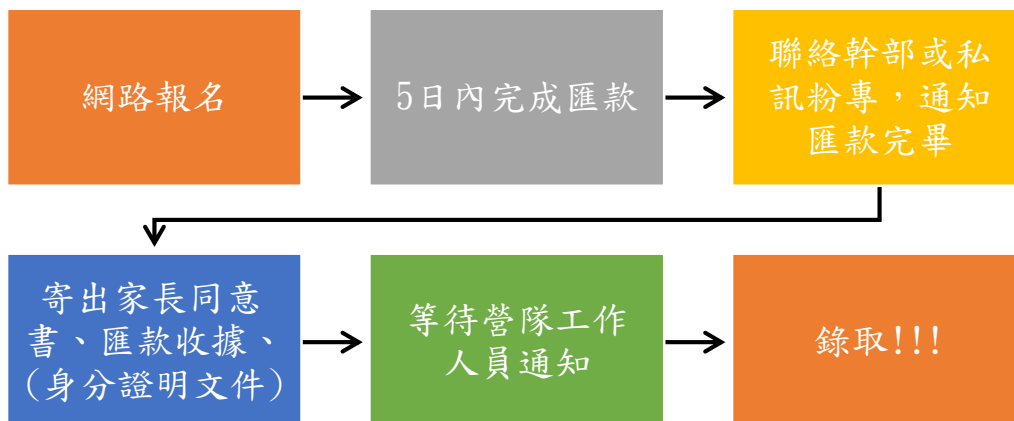 網路報名
5日內完成匯款
聯絡幹部或私
訊粉專，通知
匯款完畢
寄出家長同意
書、匯款收據、
(身分證明文件)
等待營隊工作
人員通知
錄取!!!